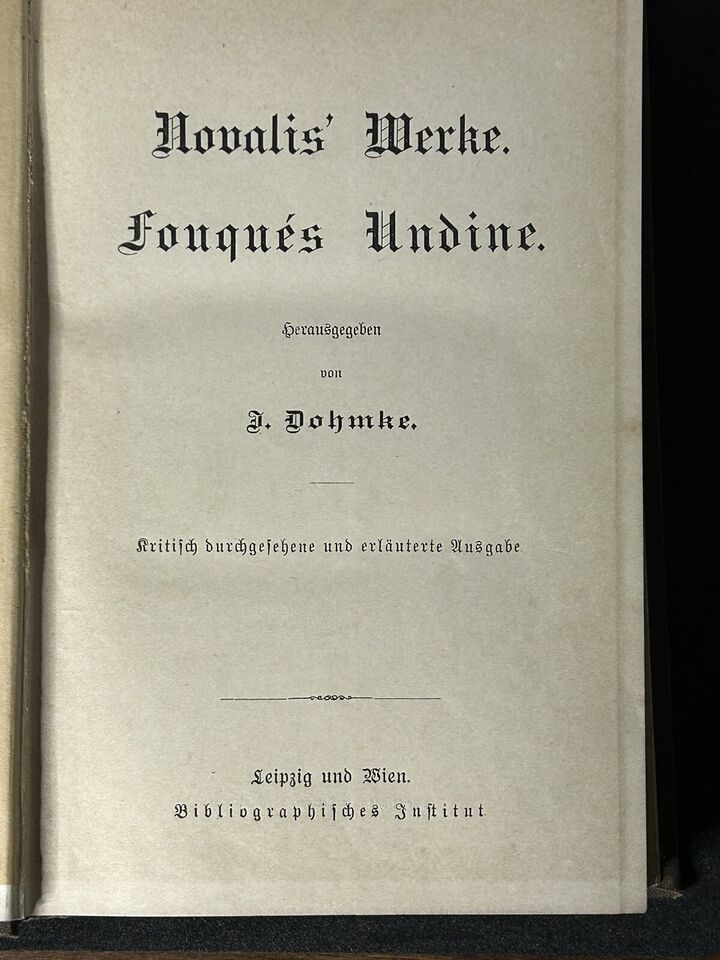 Novalis' Werke.
Fouqués Undine.
Herausgegeben
von
J. Dohmke.
Kritisch durchgesehene und erläuterte Ausgabe
Leipzig und Wien.
Bibliographisches Institut